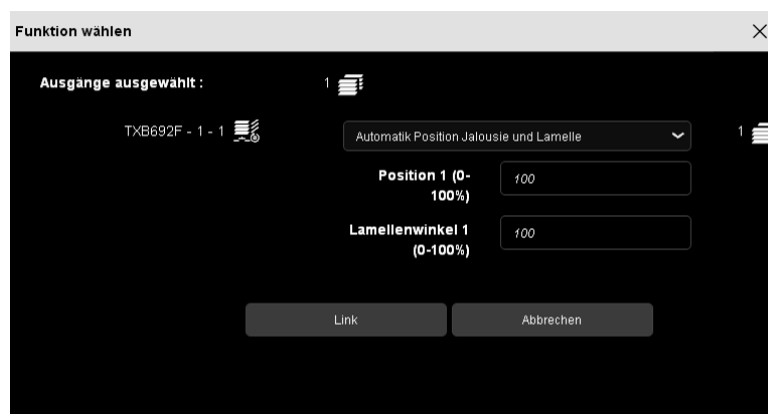 Funktion wählen
Ausgänge ausgewählt :
1
TXB692F - 1 - 1
Automatik Position Jalousie und Lamelle
1
Position 1 (0-
100%)
100
Lamellenwinkel 1
(0-100%)
100
Link
Abbrechen